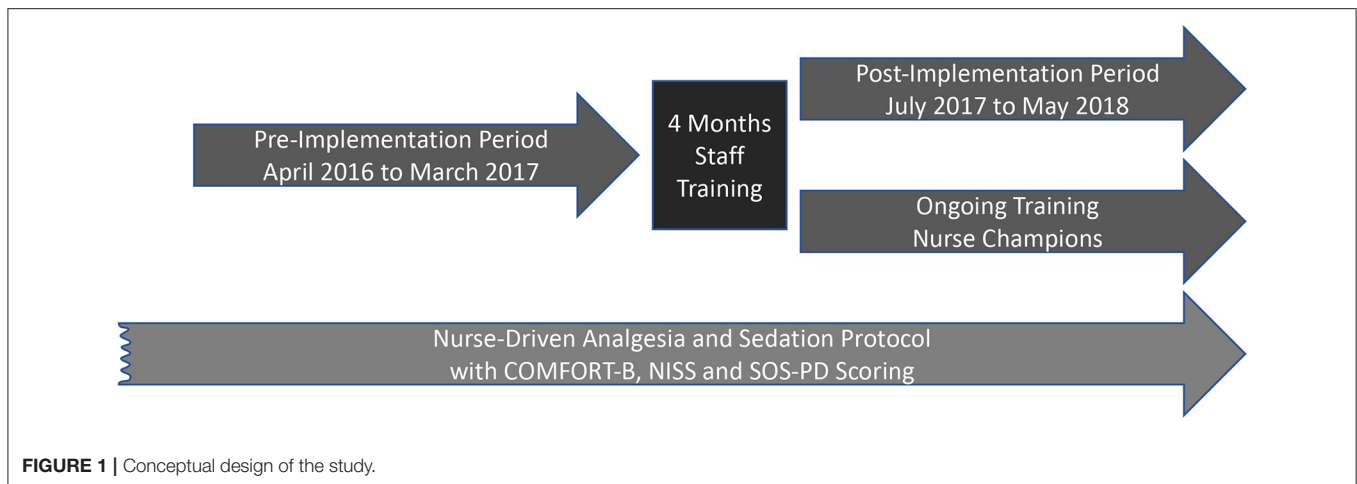 Pre-Implementation Period
April 2016 to March 2017
4 Months
Staff
Training
Post-Implementation Period
July 2017 to May 2018
Ongoing Training
Nurse Champions
Nurse-Driven Analgesia and Sedation Protocol
with COMFORT-B, NISS and SOS-PD Scoring
FIGURE 1 | Conceptual design of the study.